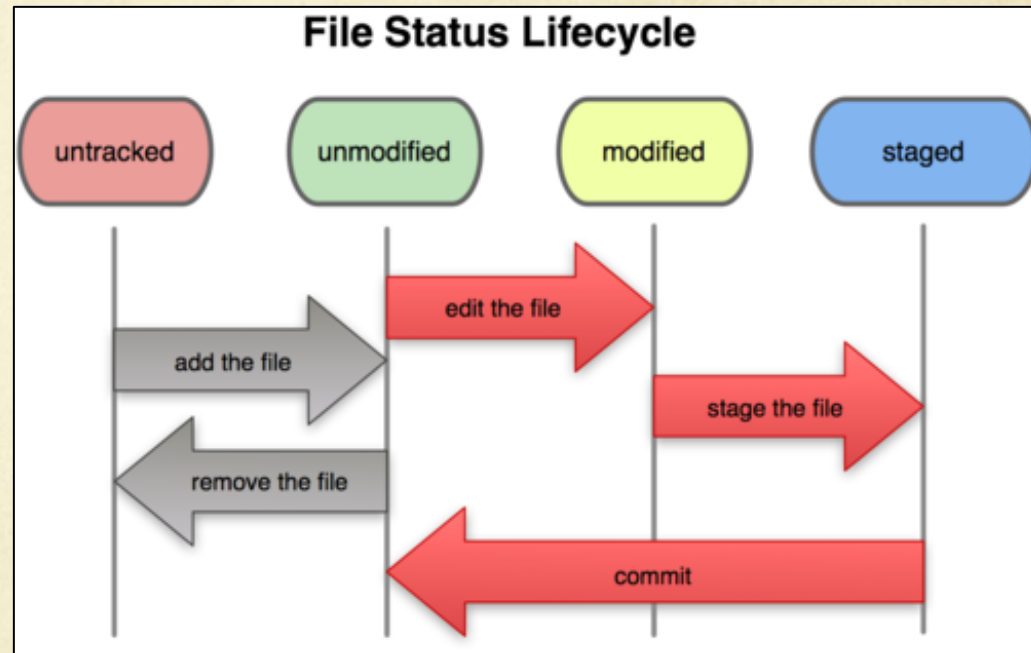 File Status Lifecycle
untracked
unmodified
modified
staged
edit the file
add the file
stage the file
remove the file
commit